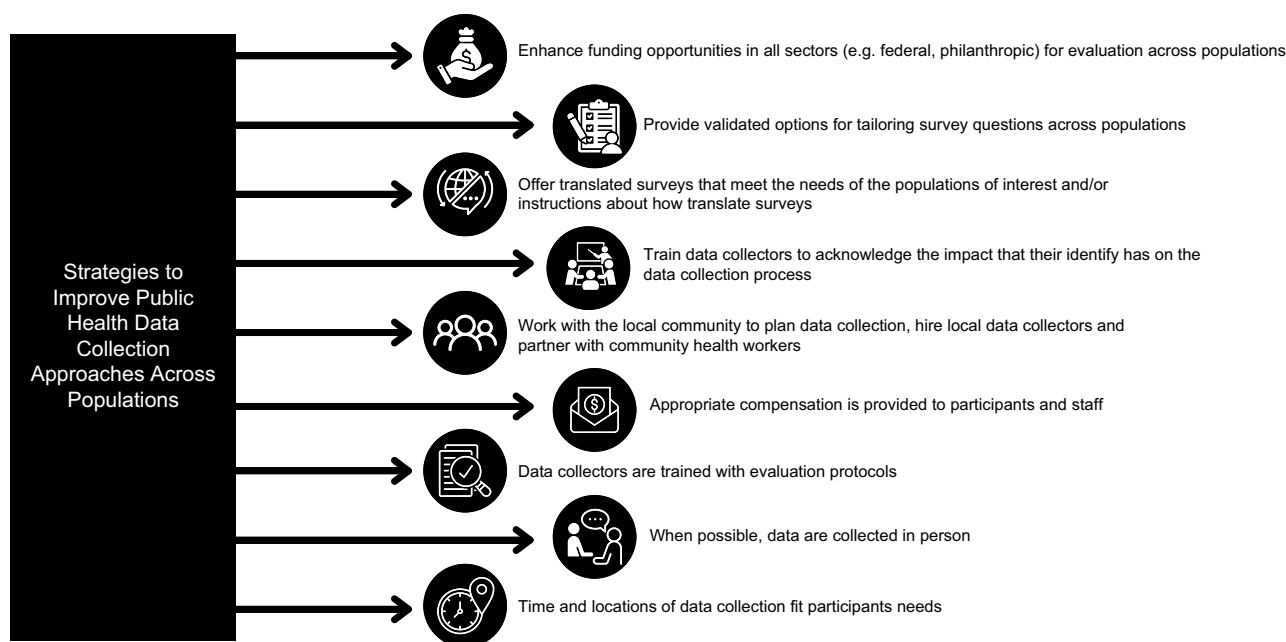 Strategies to
Improve Public
Health Data
Collection
Approaches Across
Populations
Enhance funding opportunities in all sectors (e.g. federal, philanthropic) for evaluation across populations
Provide validated options for tailoring survey questions across populations
Offer translated surveys that meet the needs of the populations of interest and/or
instructions about how translate surveys
Train data collectors to acknowledge the impact that their identify has on the
data collection process
Work with the local community to plan data collection, hire local data collectors and
partner with community health workers
Appropriate compensation is provided to participants and staff
Data collectors are trained with evaluation protocols
When possible, data are collected in person
Time and locations of data collection fit participants needs